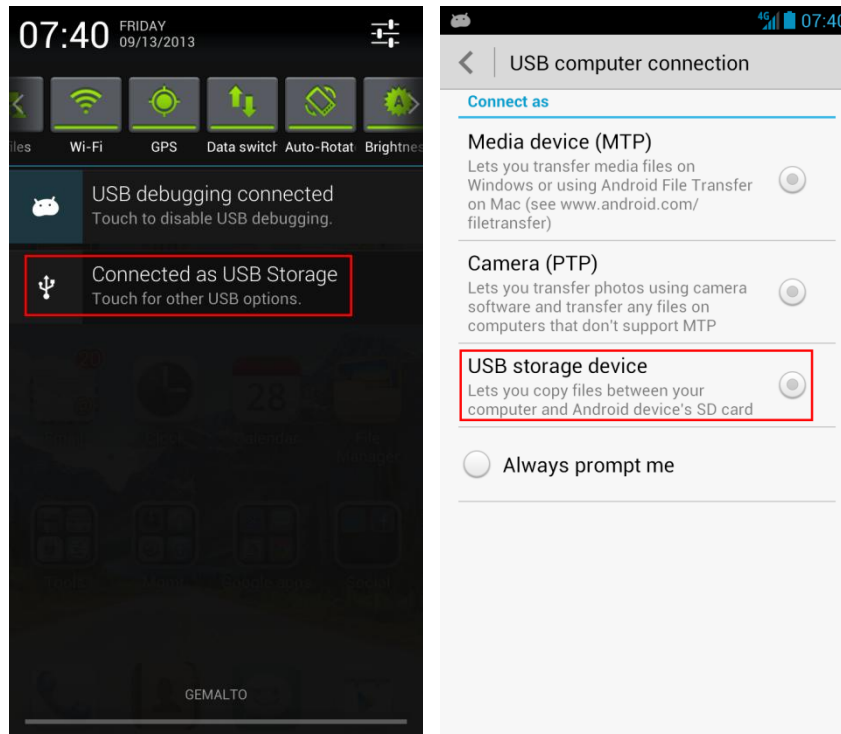 07:40
FRIDAY
09/13/2013
iles Wi-Fi GPS Data switch Auto-Rotat Brightnes
USB debugging connected
Touch to disable USB debugging.
Connected as USB Storage
Touch for other USB options.
28
GEMALTO
4G 07:40
USB computer connection
Connect as
Media device (MTP)
Lets you transfer media files on
Windows or using Android File Transfer
on Mac (see www.android.com/
filetransfer)
Camera (PTP)
Lets you transfer photos using camera
software and transfer any files on
computers that don't support MTP
USB storage device
Lets you copy files between your
computer and Android device's SD card
Always prompt me